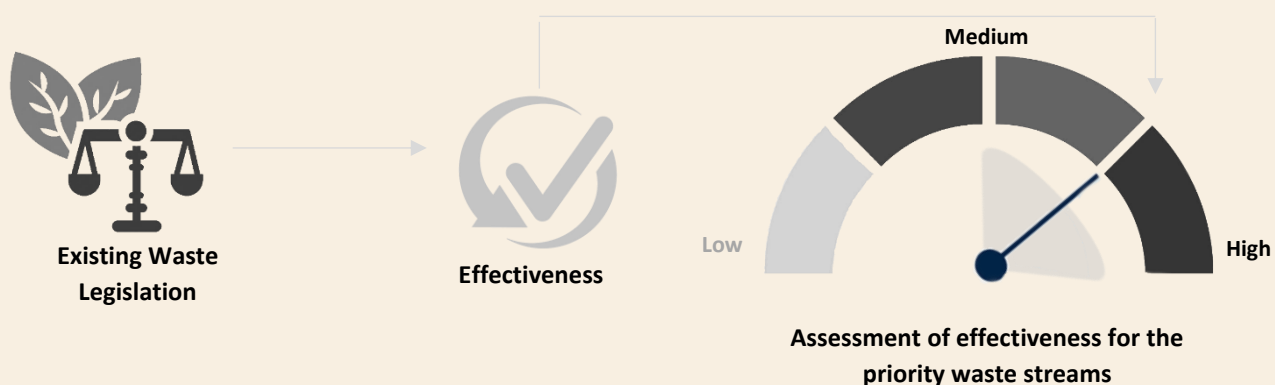 Existing Waste
Legislation
Effectiveness
Medium
Low
High
Assessment of effectiveness for the
priority waste streams